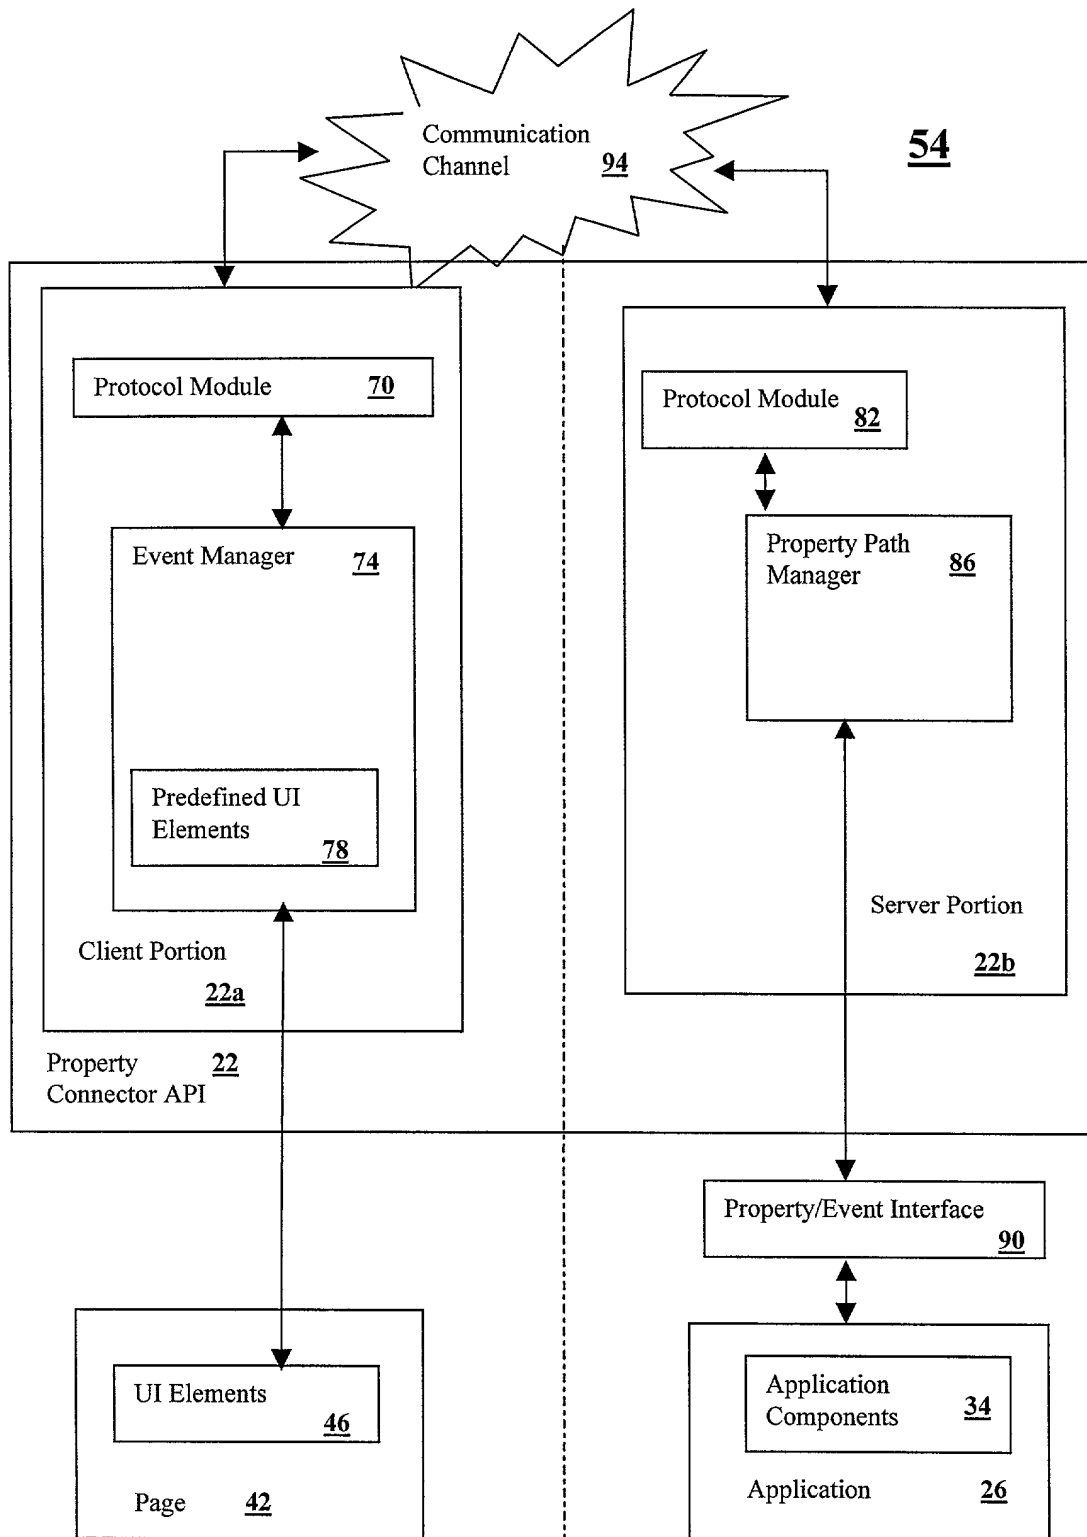 Communication
Channel
94
54
Protocol Module 70
Protocol Module
82
Event Manager 74
Property Path
Manager
86
Predefined UI
Elements
78
Server Portion
22b
Client Portion
22a
Property 22
Connector API
Property/Event Interface
90
UI Elements
46
Application
Components
34
Page 42
Application 26